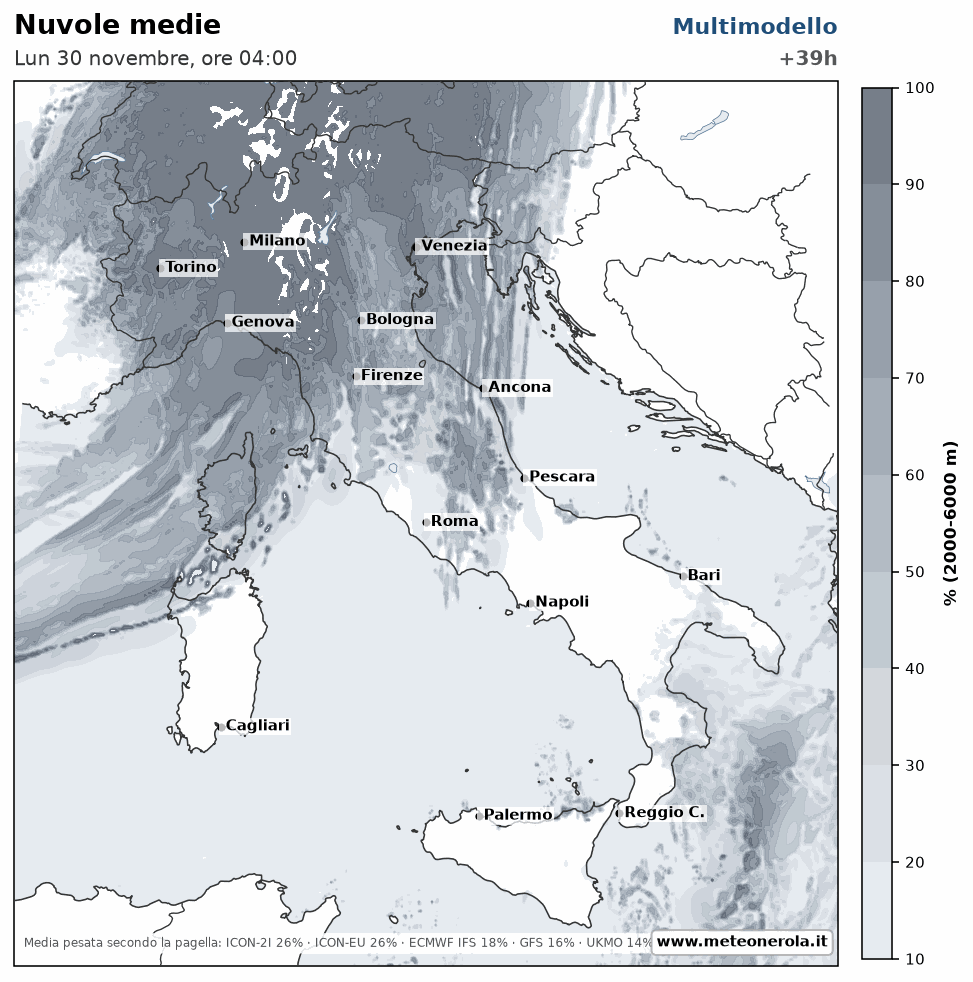 Nuvole medie
Multimodello
Lun 30 novembre, ore 04:00
+39h
100
90
80
70
60
50
40
30
20
10
% (2000-6000 m)
Milano
Venezia
Torino
Genova
Bologna
Firenze
Ancona
Pescara
Roma
Bari
Napoli
Cagliari
Palermo
Reggio C.
Media pesata secondo la pagella: ICON-2I 26% · ICON-EU 26% · ECMWF IFS 18% · GFS 16% · UKMO 14%
www.meteonerola.it